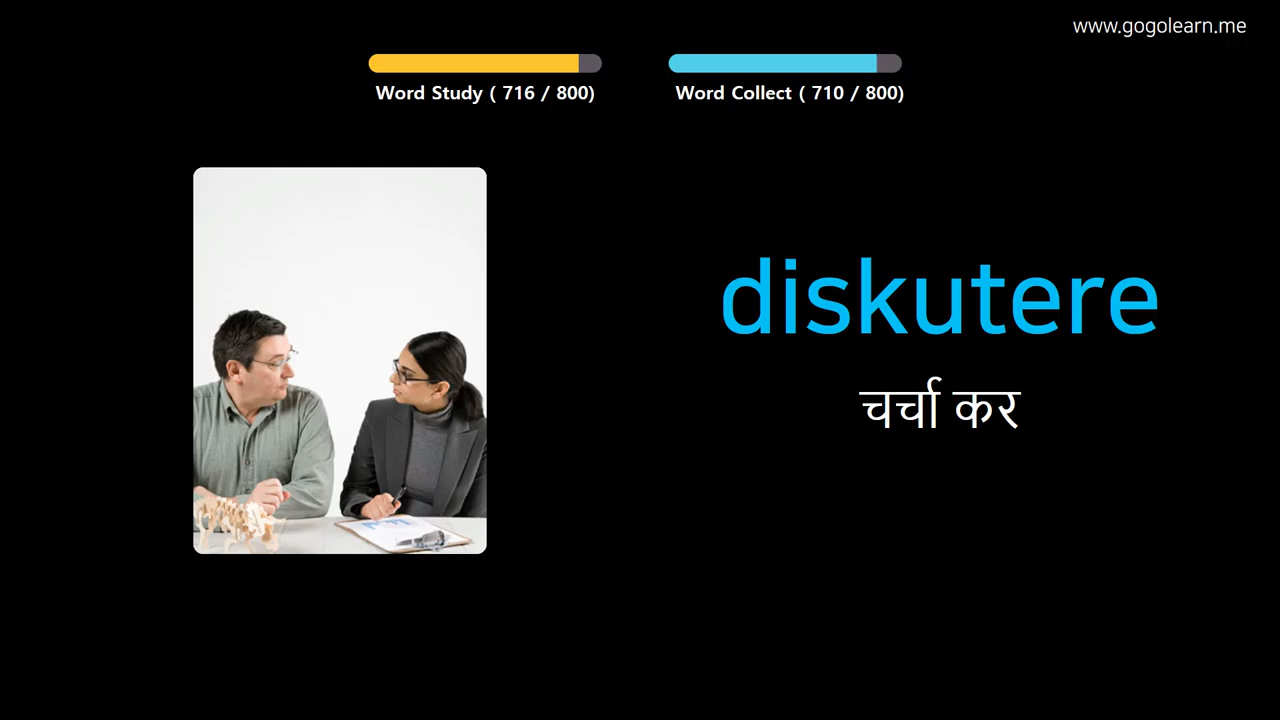 www.gogolearn.me
Word Study ( 716 / 800)
Word Collect ( 710 / 800)
diskutere
चर्चा कर